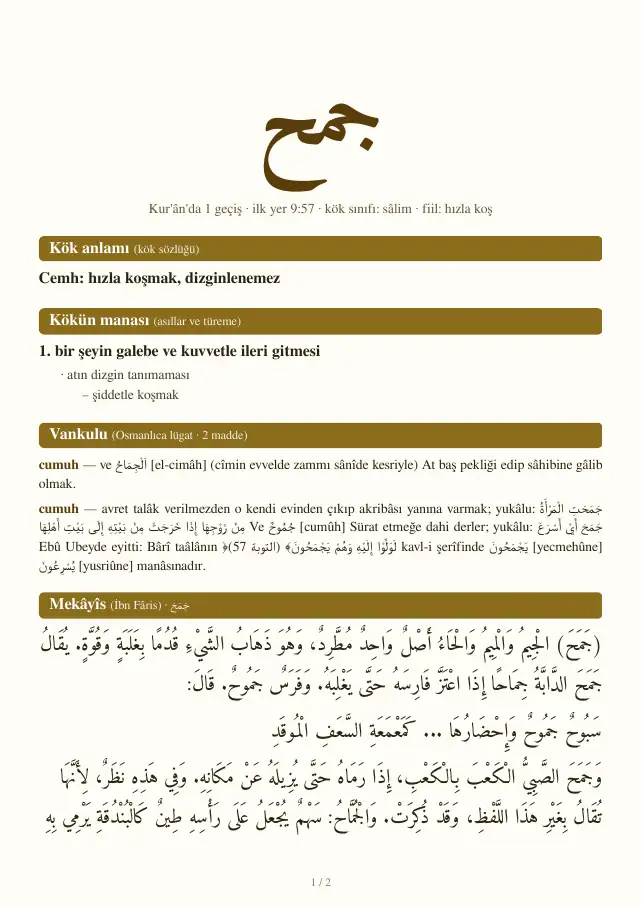 جمح
Kur'ân'da 1 geçiş · ilk yer 9:57 · kök sınıfı: sâlim · fiil: hızla koş
Kök anlamı (kök sözlüğü)
Cemh: hızla koşmak, dizginlenemez
Kökün manası (asıllar ve türeme)
1. bir şeyin galebe ve kuvvetle ileri gitmesi
· atın dizgin tanımaması
– şiddetle koşmak
Vankulu (Osmanlıca lügat · 2 madde)
cumuh — ve اَلْجِمَاحُ [el-cimâh] (cîmin evvelde zammı sânîde kesriyle) At baş pekliği edip sâhibine gâlib
olmak.
cumuh — avret talâk verilmezden o kendi evinden çıkıp akribâsı yanına varmak; yukâlu: جَمَحَتِ الْمَرْأَةُ
مِنْ زَوْجِهَا إِذَا خَرَجَتْ مِنْ بَيْتِهِ إِلَى بَيْتِ أَهْلِهَا Ve جُمُوحٌ [cumûh] Sürat etmeğe dahi derler; yukâlu: جَمَحَ أَيْ أَسْرَعَ
Ebû Ubeyde eyitti: Bârî taâlânın ﴿لَوَلَّوْا إِلَيْهِ وَهُمْ يَجْمَحُونَ﴾ (التوبة 57) kavl-i şerîfinde يَجْمَحُونَ [yecmehûne]
يُسْرِعُونَ [yusriûne] manâsınadır.
Mekâyîs (İbn Fâris) · جَمَحَ
(جَمَحَ) الْجِيمُ وَالْمِيمُ وَالْحَاءُ أَصْلٌ وَاحِدٌ مُطَّرِدٌ، وَهُوَ ذَهَابُ الشَّيْءِ قُدُمًا بِغَلَبَةٍ وَقُوَّةٍ. يُقَالُ
جَمَحَ الدَّابَّةُ جِمَاحًا إِذَا اعْتَزَّ فَارِسَهُ حَتَّى يَغْلِبَهُ. وَفَرَسٌ جَمُوحٌ. قَالَ:
سَبُوحٌ جَمُوحٌ وَإِحْضَارُهَا ... كَمَعْمَعَةِ السَّعَفِ الْمُوقَدِ
وَجَمَحَ الصَّبِيُّ الْكَعْبَ بِالْكَعْبِ، إِذَا رَمَاهُ حَتَّى يُزِيلَهُ عَنْ مَكَانِهِ. وَفِي هَذِهِ نَظَرٌ، لِأَنَّهَا
تُقَالُ بِغَيْرِ هَذَا اللَّفْظِ، وَقَدْ ذُكِرَتْ. وَالْجُمَّاحُ: سَهْمٌ يُجْعَلُ عَلَى رَأْسِهِ طِينٌ كَالْبُنْدُقَةِ يَرْمِي بِهِ
1 / 2